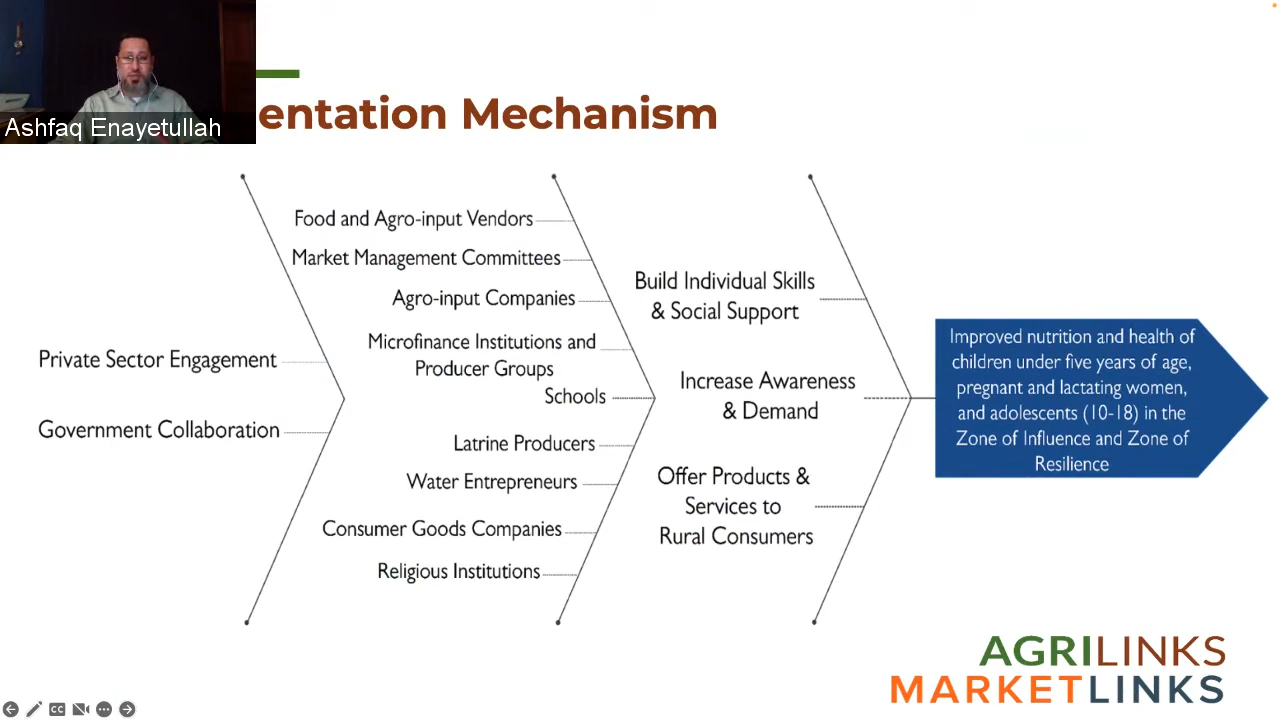 Ashfaq Enayetullah
entation Mechanism
Private Sector Engagement
Government Collaboration
Food and Agro-input Vendors
Market Management Committees
Agro-input Companies
Microfinance Institutions and
Producer Groups
Schools
Latrine Producers
Water Entrepreneurs
Consumer Goods Companies
Religious Institutions
Build Individual Skills
& Social Support
Increase Awareness
& Demand
Offer Products &
Services to
Rural Consumers
Improved nutrition and health of
children under five years of age,
pregnant and lactating women,
and adolescents (10-18) in the
Zone of Influence and Zone of
Resilience
AGRILINKS
MARKETLINKS
CC